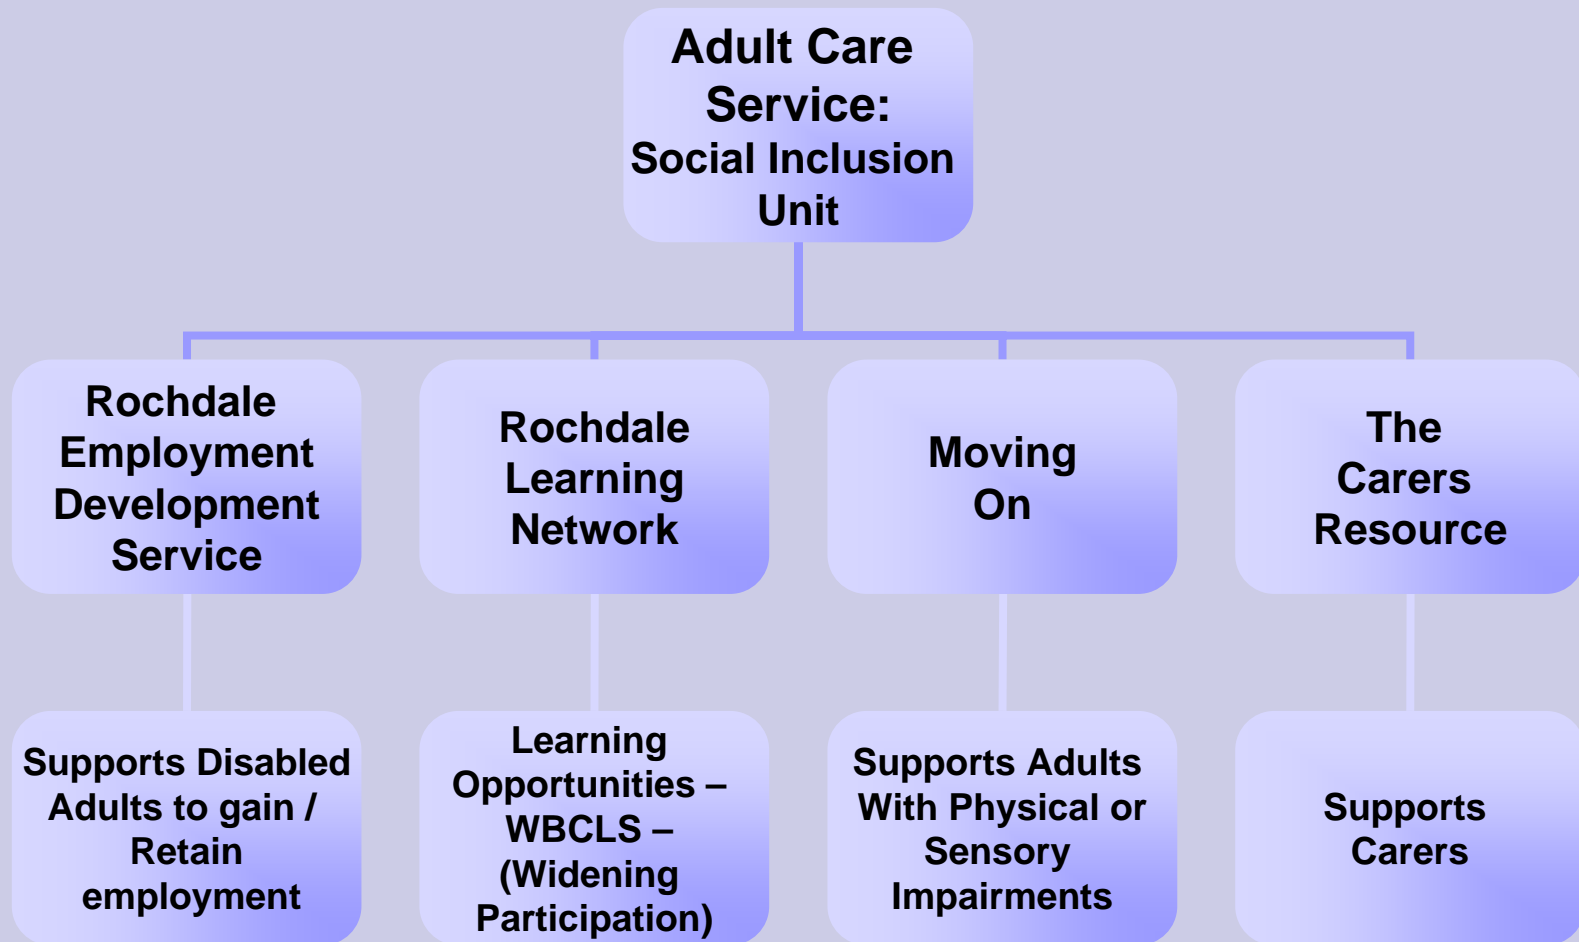 Adult Care
Service:
Social Inclusion
Unit
Rochdale
Employment
Development
Service
Rochdale
Learning
Network
Moving
On
The
Carers
Resource
Supports Disabled
Adults to gain /
Retain
employment
Learning
Opportunities –
WBCLS –
(Widening
Participation)
Supports Adults
With Physical or
Sensory
Impairments
Supports
Carers